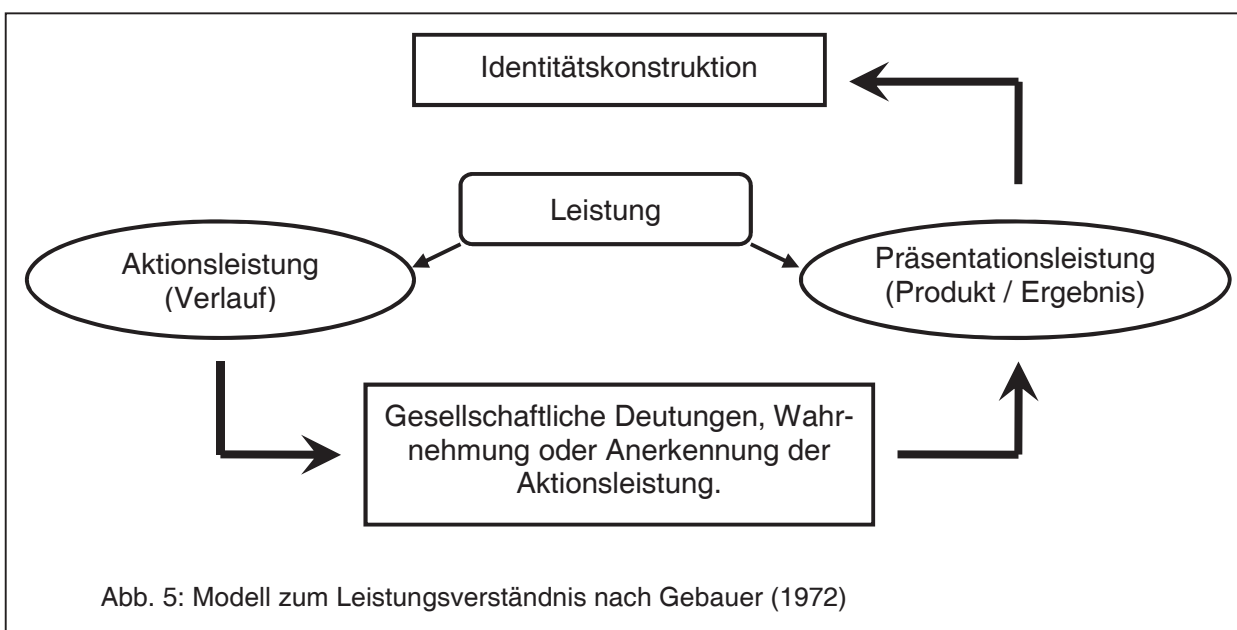 Identitätskonstruktion
Leistung
Aktionsleistung
(Verlauf)
Präsentationsleistung
(Produkt / Ergebnis)
Gesellschaftliche Deutungen, Wahr-
nehmung oder Anerkennung der
Aktionsleistung.
Abb. 5: Modell zum Leistungsverständnis nach Gebauer (1972)